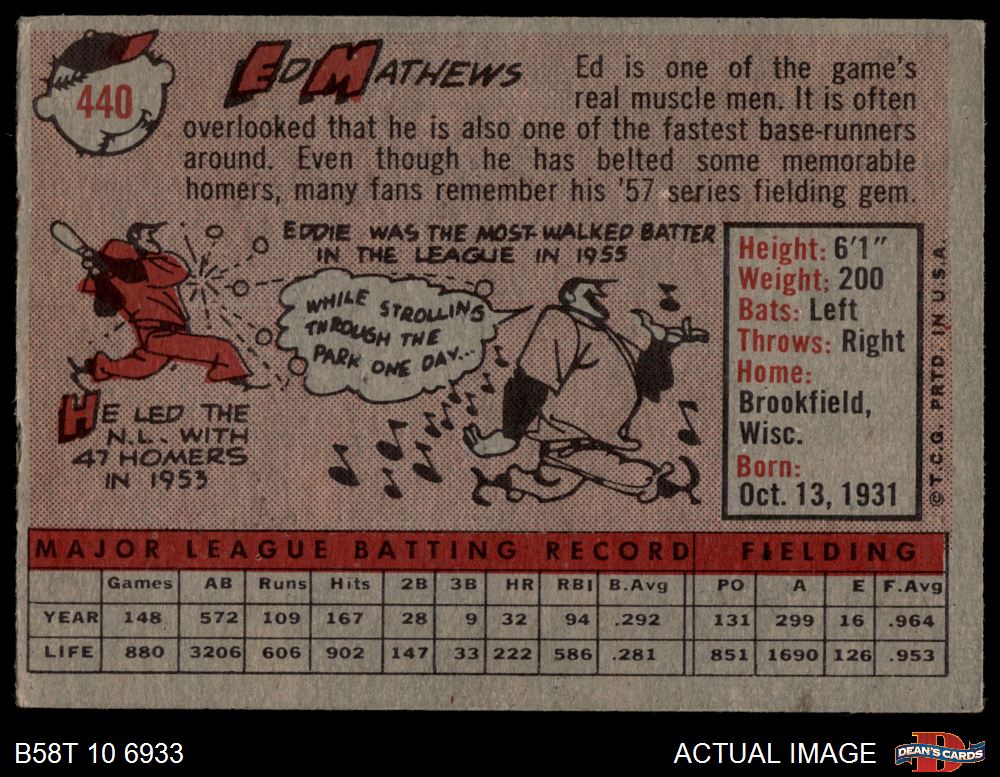 440
ED MATHEWS
Ed is one of the game's
real muscle men. It is often
overlooked that he is also one of the fastest base-runners
around. Even though he has belted some memorable
homers, many fans remember his '57 series fielding gem.
EDDIE WAS THE MOST-WALKED BATTER
IN THE LEAGUE IN 1955
WHILE STROLLING
THROUGH THE
PARK ONE DAY...
HE LED THE
N.L. WITH
47 HOMERS
IN 1953
Height: 6'1"
Weight: 200
Bats: Left
Throws: Right
Home:
Brookfield,
Wisc.
Born:
Oct. 13, 1931
© T.C.G. PRTD. IN U.S.A.
MAJOR LEAGUE BATTING RECORD FIELDING
Games AB Runs Hits 2B 3B HR RBI B.Avg PO A E F.Avg
YEAR 148 572 109 167 28 9 32 94 .292 131 299 16 .964
LIFE 880 3206 606 902 147 33 222 586 .281 851 1690 126 .953
B58T 10 6933
ACTUAL IMAGE
D
DEAN'S CARDS